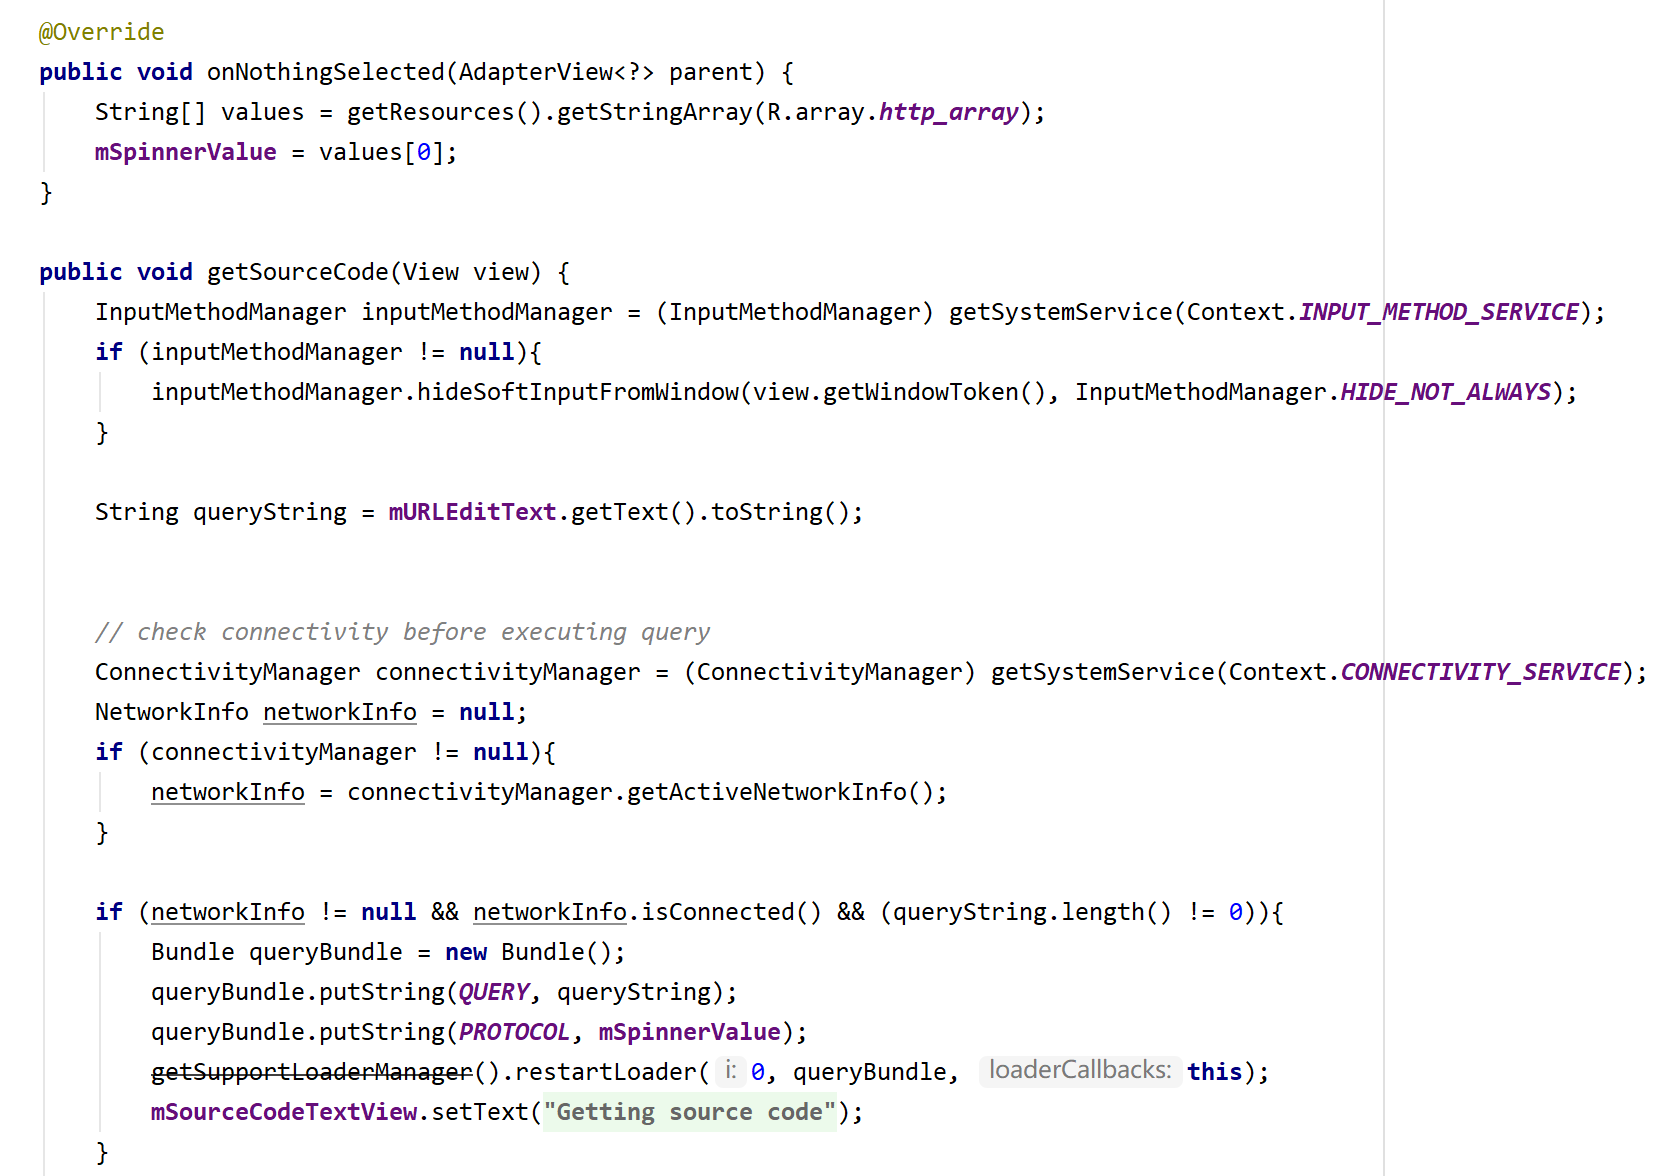 @Override
public void onNothingSelected(AdapterView<?> parent) {
    String[] values = getResources().getStringArray(R.array.http_array);
    mSpinnerValue = values[0];
}

public void getSourceCode(View view) {
    InputMethodManager inputMethodManager = (InputMethodManager) getSystemService(Context.INPUT_METHOD_SERVICE);
    if (inputMethodManager != null){
        inputMethodManager.hideSoftInputFromWindow(view.getWindowToken(), InputMethodManager.HIDE_NOT_ALWAYS);
    }

    String queryString = mURLEditText.getText().toString();

    // check connectivity before executing query
    ConnectivityManager connectivityManager = (ConnectivityManager) getSystemService(Context.CONNECTIVITY_SERVICE);
    NetworkInfo networkInfo = null;
    if (connectivityManager != null){
        networkInfo = connectivityManager.getActiveNetworkInfo();
    }

    if (networkInfo != null && networkInfo.isConnected() && (queryString.length() != 0)){
        Bundle queryBundle = new Bundle();
        queryBundle.putString(QUERY, queryString);
        queryBundle.putString(PROTOCOL, mSpinnerValue);
        getSupportLoaderManager().restartLoader( i: 0, queryBundle, loaderCallbacks: this);
        mSourceCodeTextView.setText("Getting source code");
    }